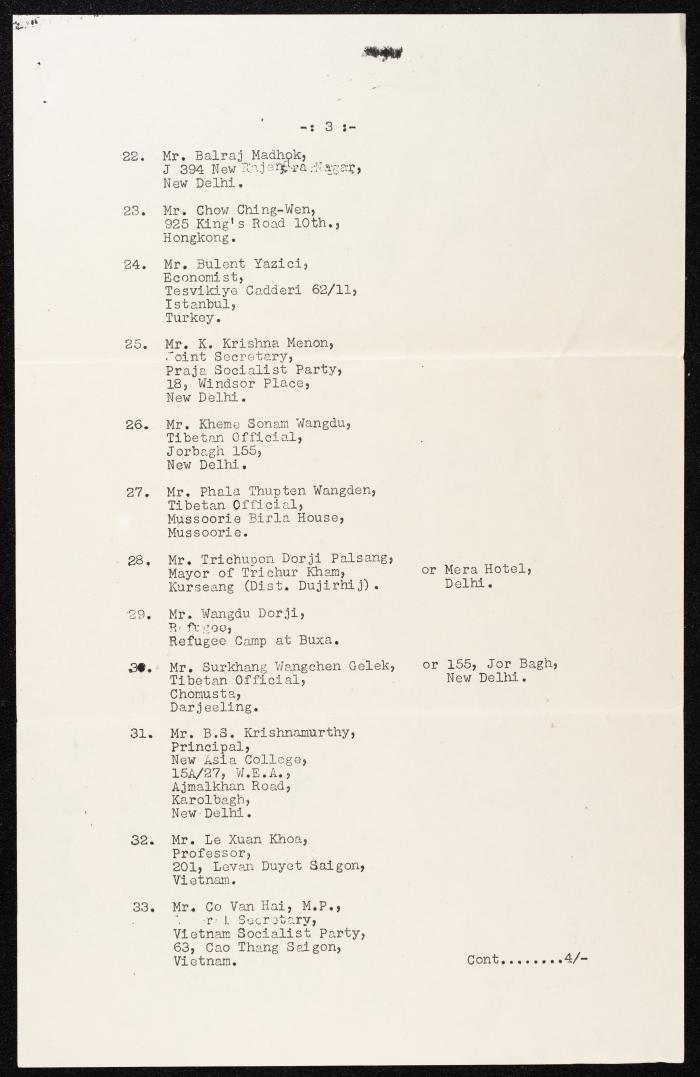 -: 3 :-
22. Mr. Balraj Madhok,
J 394 New Rajendra Nagar,
New Delhi.
23. Mr. Chow Ching-Wen,
925 King's Road 10th.,
Hongkong.
24. Mr. Bulent Yazici,
Economist,
Tesvikiye Cadderi 62/11,
Istanbul,
Turkey.
25. Mr. K. Krishna Menon,
Joint Secretary,
Praja Socialist Party,
18, Windsor Place,
New Delhi.
26. Mr. Kheme Sonam Wangdu,
Tibetan Official,
Jorbagh 155,
New Delhi.
27. Mr. Phala Thupten Wangden,
Tibetan Official,
Mussoorie Birla House,
Mussoorie.
28. Mr. Trichupon Dorji Palsang,
Mayor of Trichur Kham, or Mera Hotel,
Kurseang (Dist. Dujirhij). Delhi.
29. Mr. Wangdu Dorji,
Refugee,
Refugee Camp at Buxa.
30. Mr. Surkhang Wangchen Gelek, or 155, Jor Bagh,
Tibetan Official, New Delhi.
Chomusta,
Darjeeling.
31. Mr. B.S. Krishnamurthy,
Principal,
New Asia College,
15A/27, W.E.A.,
Ajmalkhan Road,
Karolbagh,
New Delhi.
32. Mr. Le Xuan Khoa,
Professor,
201, Levan Duyet Saigon,
Vietnam.
33. Mr. Co Van Hai, M.P.,
Secretary,
Vietnam Socialist Party,
63, Cao Thang Saigon,
Vietnam.
Cont........4/-